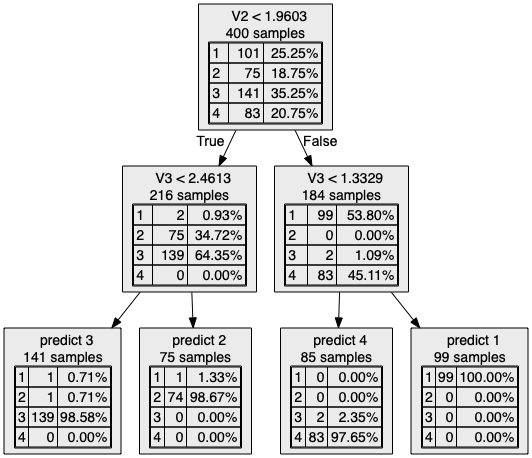 V2 < 1.9603
400 samples
1 101 25.25%
2 75 18.75%
3 141 35.25%
4 83 20.75%
True False
V3 < 2.4613
216 samples
1 2 0.93%
2 75 34.72%
3 139 64.35%
4 0 0.00%
V3 < 1.3329
184 samples
1 99 53.80%
2 0 0.00%
3 2 1.09%
4 83 45.11%
predict 3
141 samples
1 1 0.71%
2 1 0.71%
3 139 98.58%
4 0 0.00%
predict 2
75 samples
1 1 1.33%
2 74 98.67%
3 0 0.00%
4 0 0.00%
predict 4
85 samples
1 0 0.00%
2 0 0.00%
3 2 2.35%
4 83 97.65%
predict 1
99 samples
1 99 100.00%
2 0 0.00%
3 0 0.00%
4 0 0.00%